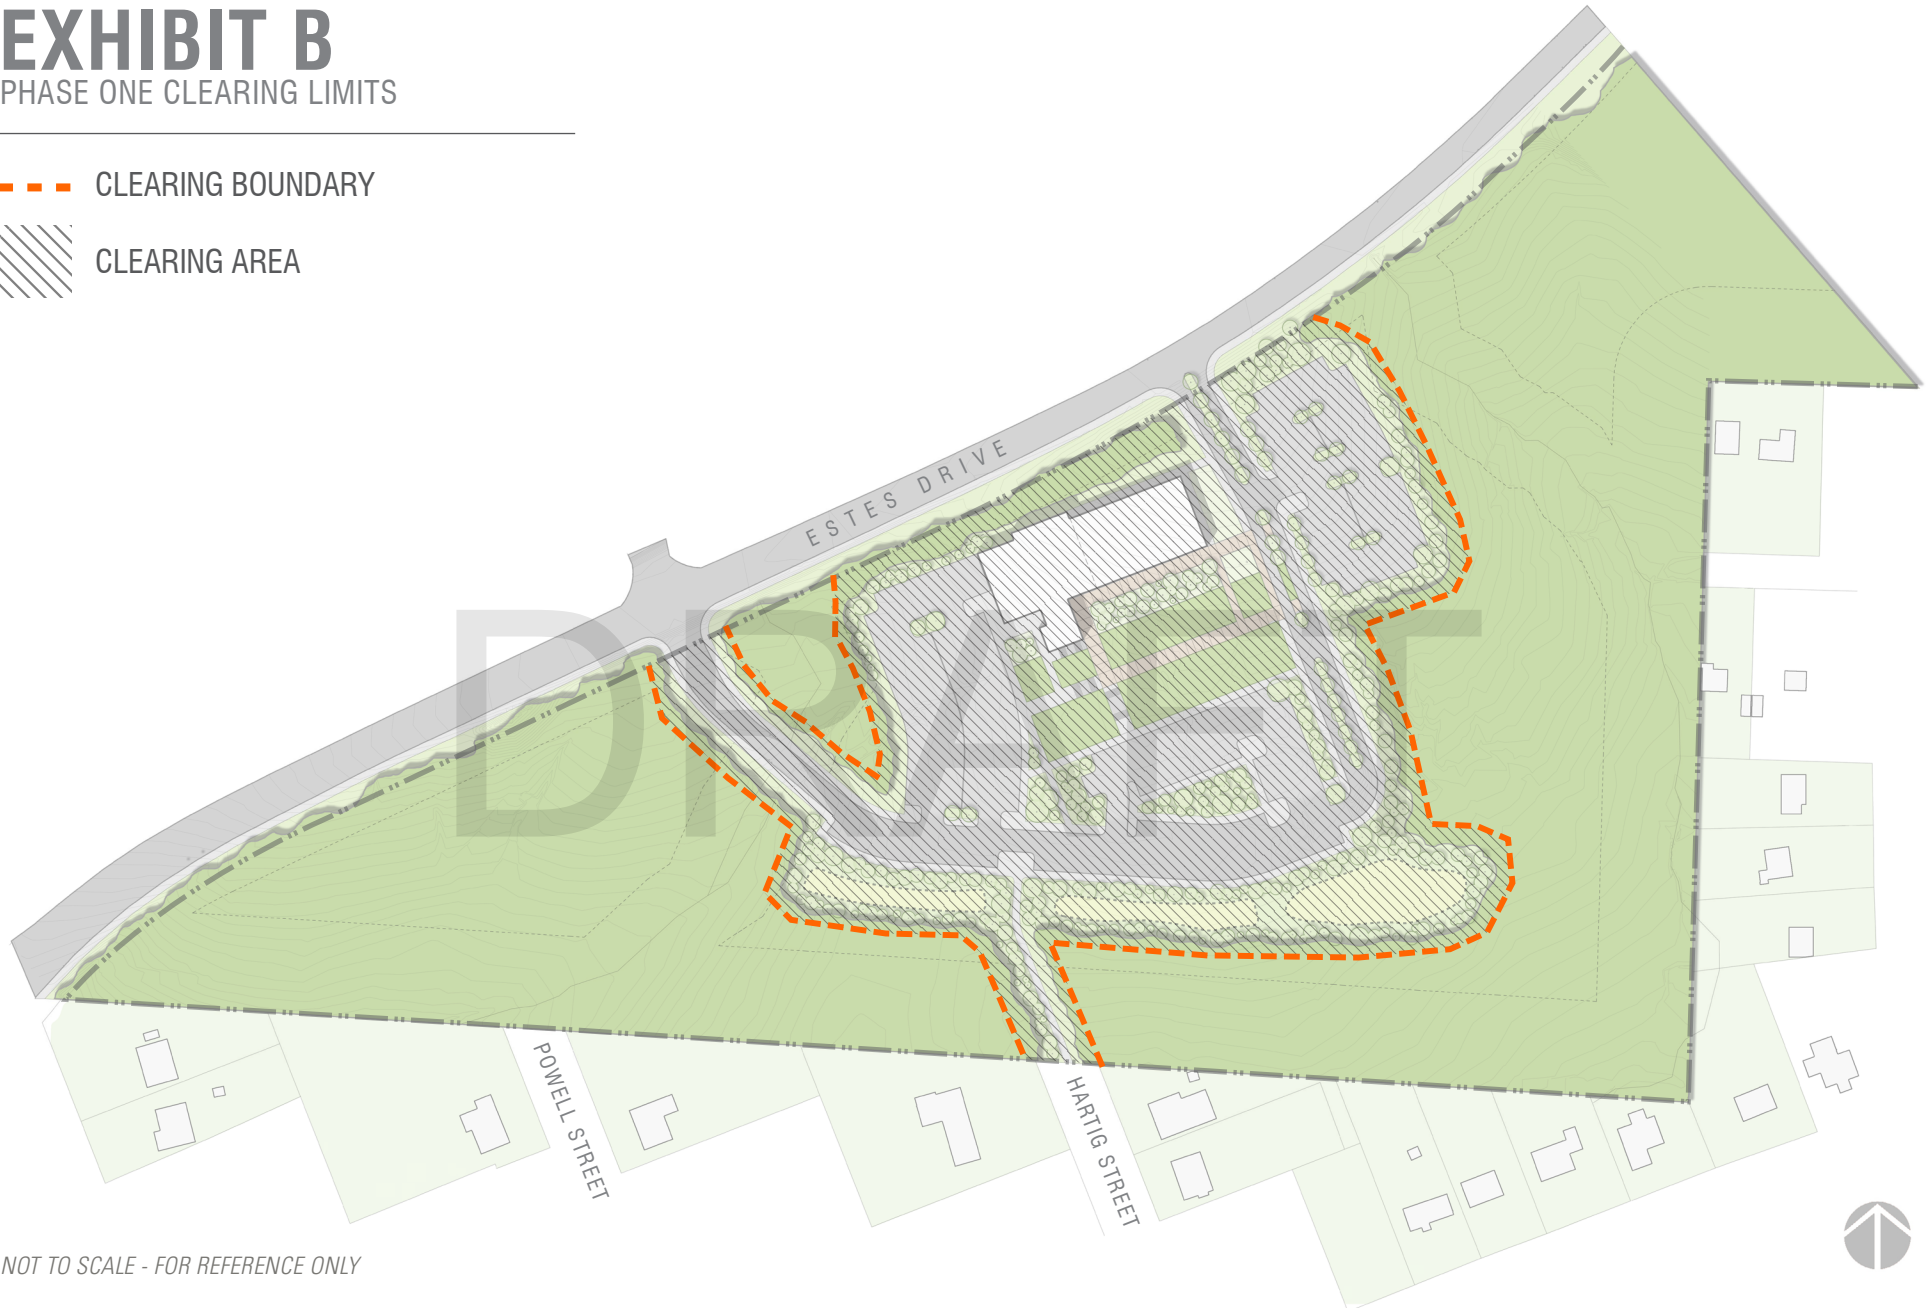 EXHIBIT B
PHASE ONE CLEARING LIMITS
CLEARING BOUNDARY
CLEARING AREA
ESTES DRIVE
DRAFT
POWELL STREET
HARTIG STREET
NOT TO SCALE - FOR REFERENCE ONLY